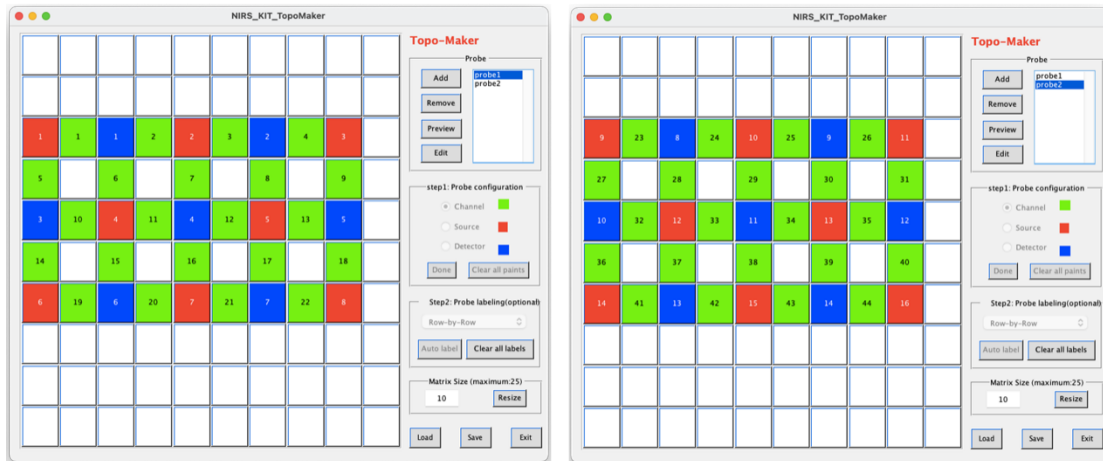 NIRS_KIT_TopoMaker
Topo-Maker
Probe
Add
probe1
probe2
Remove
Preview
Edit
1 1 1 2 2 3 2 4 3
5 6 7 8 9
3 10 4 11 4 12 5 13 5
14 15 16 17 18
6 19 6 20 7 21 7 22 8
step1: Probe configuration
Channel
Source
Detector
Done Clear all paints
Step2: Probe labeling(optional)
Row-by-Row
Auto label Clear all labels
Matrix Size (maximum:25)
10 Resize
Load Save Exit
NIRS_KIT_TopoMaker
Topo-Maker
Probe
Add
probe1
probe2
Remove
Preview
Edit
9 23 8 24 10 25 9 26 11
27 28 29 30 31
10 32 12 33 11 34 13 35 12
36 37 38 39 40
14 41 13 42 15 43 14 44 16
step1: Probe configuration
Channel
Source
Detector
Done Clear all paints
Step2: Probe labeling(optional)
Row-by-Row
Auto label Clear all labels
Matrix Size (maximum:25)
10 Resize
Load Save Exit